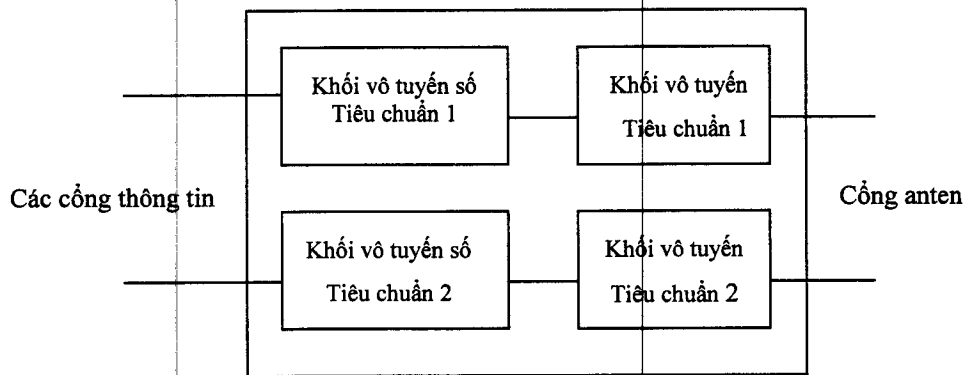 Khối vô tuyến số
Tiêu chuẩn 1
Khối vô tuyến
Tiêu chuẩn 1
Các cổng thông tin
Cổng anten
Khối vô tuyến số
Tiêu chuẩn 2
Khối vô tuyến
Tiêu chuẩn 2